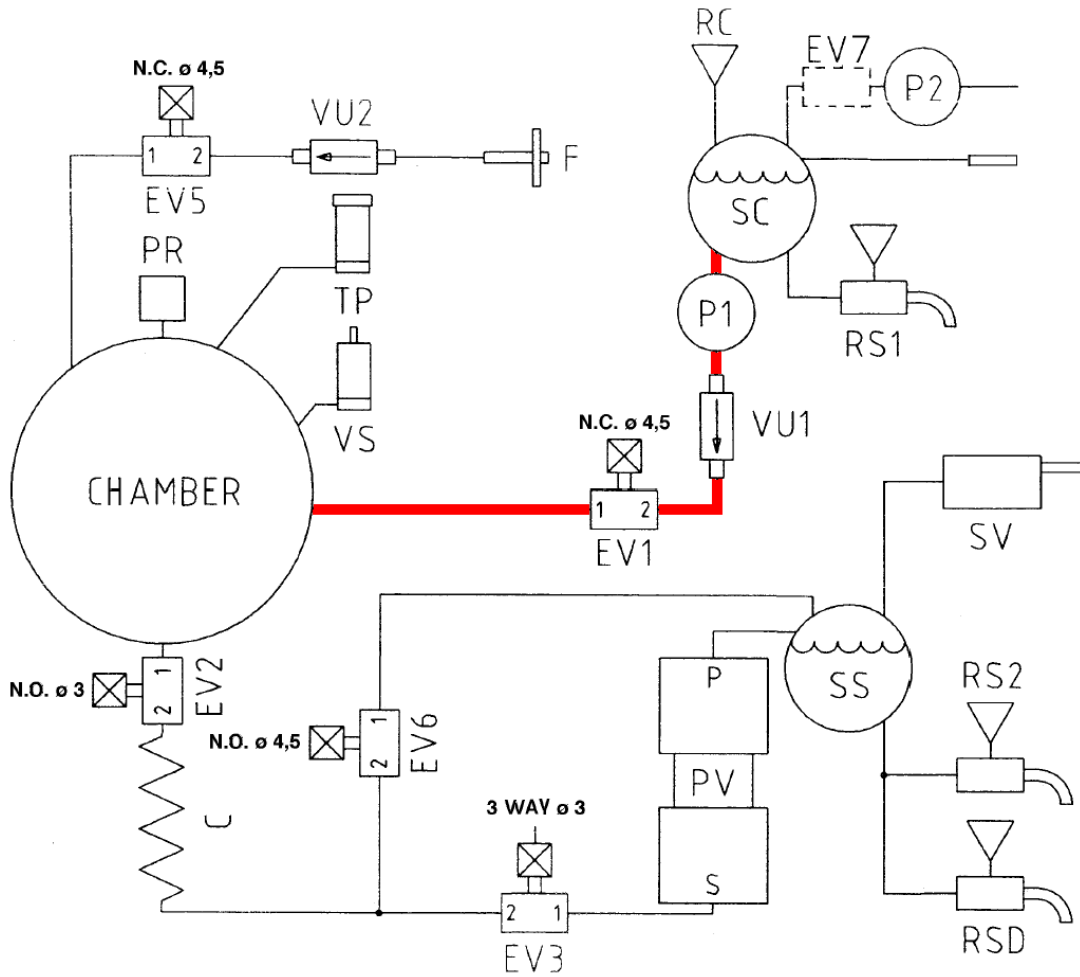 RC
EV7
P2
N.C. ø 4,5
VU2
1 2
F
EV5
SC
PR
TP
P1
RS1
VS
N.C. ø 4,5
VU1
CHAMBER
1 2
EV1
SV
1
2
EV2
N.O. ø 3
P
SS
RS2
N.O. ø 4,5
1
2
EV6
PV
C
3 WAY ø 3
S
2 1
EV3
RSD